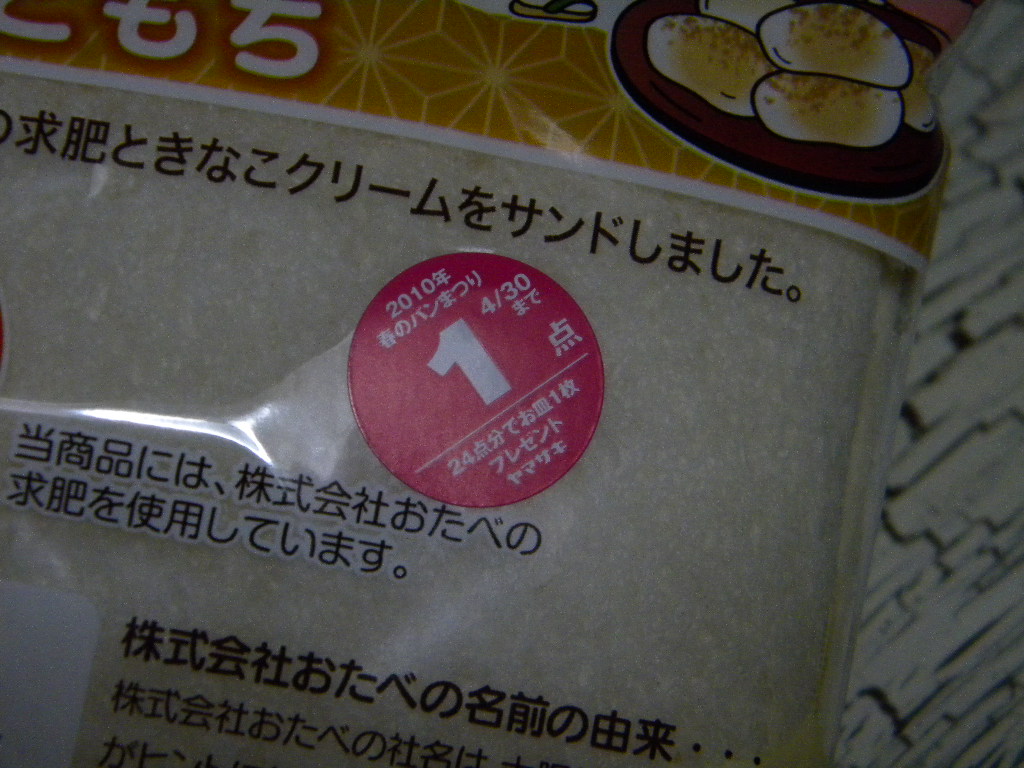 こもち
の求肥ときなこクリームをサンドしました。
2010年
春のパンまつり
4/30
まで
1点
24点分でお皿1枚
プレゼント
ヤマザキ
当商品には、株式会社おたべの
求肥を使用しています。
株式会社おたべの名前の由来・・・
株式会社おたべの社名は
がヒント